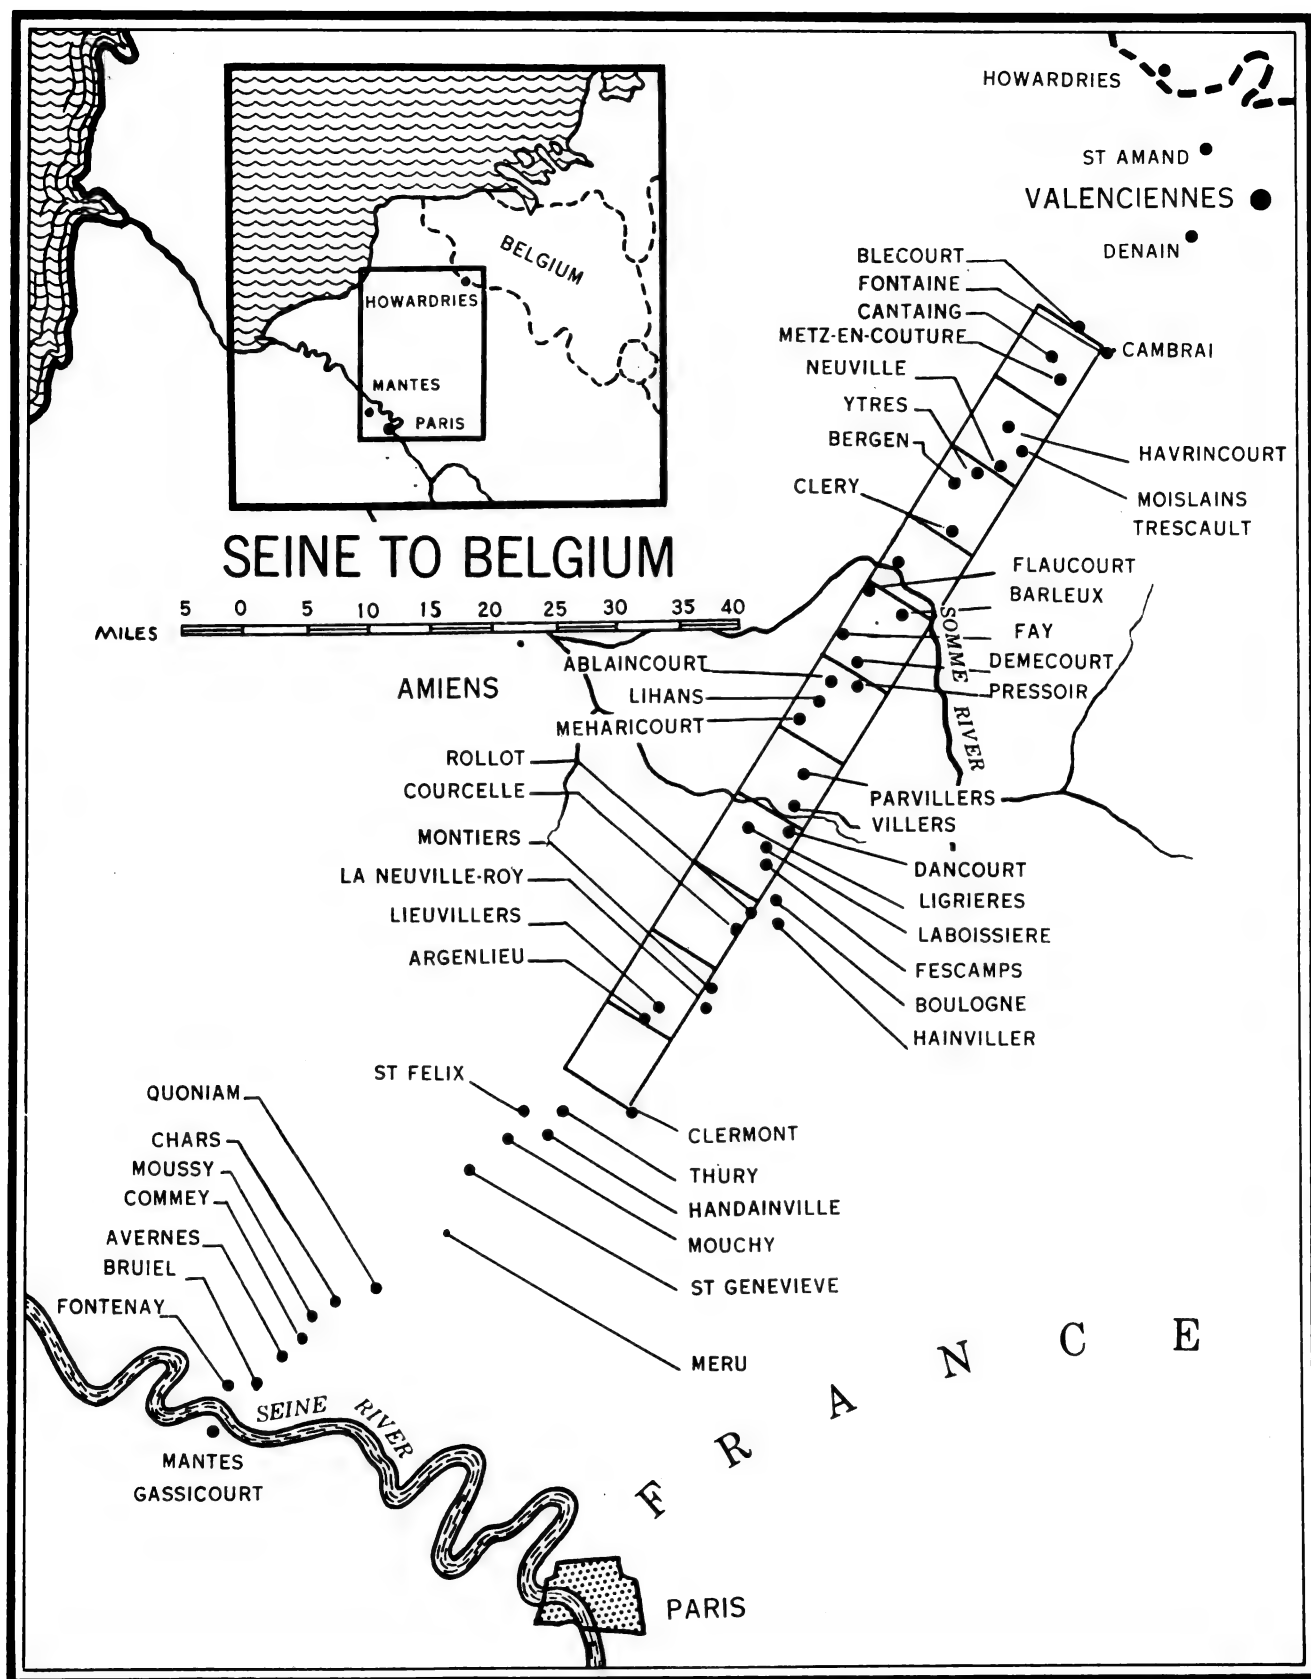 HOWARDRIES
ST AMAND
VALENCIENNES
DENAIN
BELGIUM
HOWARDRIES
MANTES
PARIS
BLECOURT
FONTAINE
CANTAING
METZ-EN-COUTURE
NEUVILLE
YTRES
BERGEN
CLERY
CAMBRAI
HAVRINCOURT
MOISLAINS
TRESCAULT
SEINE TO BELGIUM
5 0 5 10 15 20 25 30 35 40
MILES
AMIENS
FLAUCOURT
BARLEUX
FAY
DEMECOURT
PRESSOIR
SOMME RIVER
ABLAINCOURT
LIHANS
MEHARICOURT
ROLLOT
COURCELLE
MONTIERS
LA NEUVILLE-ROY
LIEUVILLERS
ARGENLIEU
PARVILLERS
VILLERS
DANCOURT
LIGRIERES
LABOISSIERE
FESCAMPS
BOULOGNE
HAINVILLER
ST FELIX
QUONIAM
CHARS
MOUSSY
COMMEY
AVERNES
BRUIEL
FONTENAY
CLERMONT
THURY
HANDAINVILLE
MOUCHY
ST GENEVIEVE
MERU
SEINE RIVER
MANTES
GASSICOURT
FRANCE
PARIS